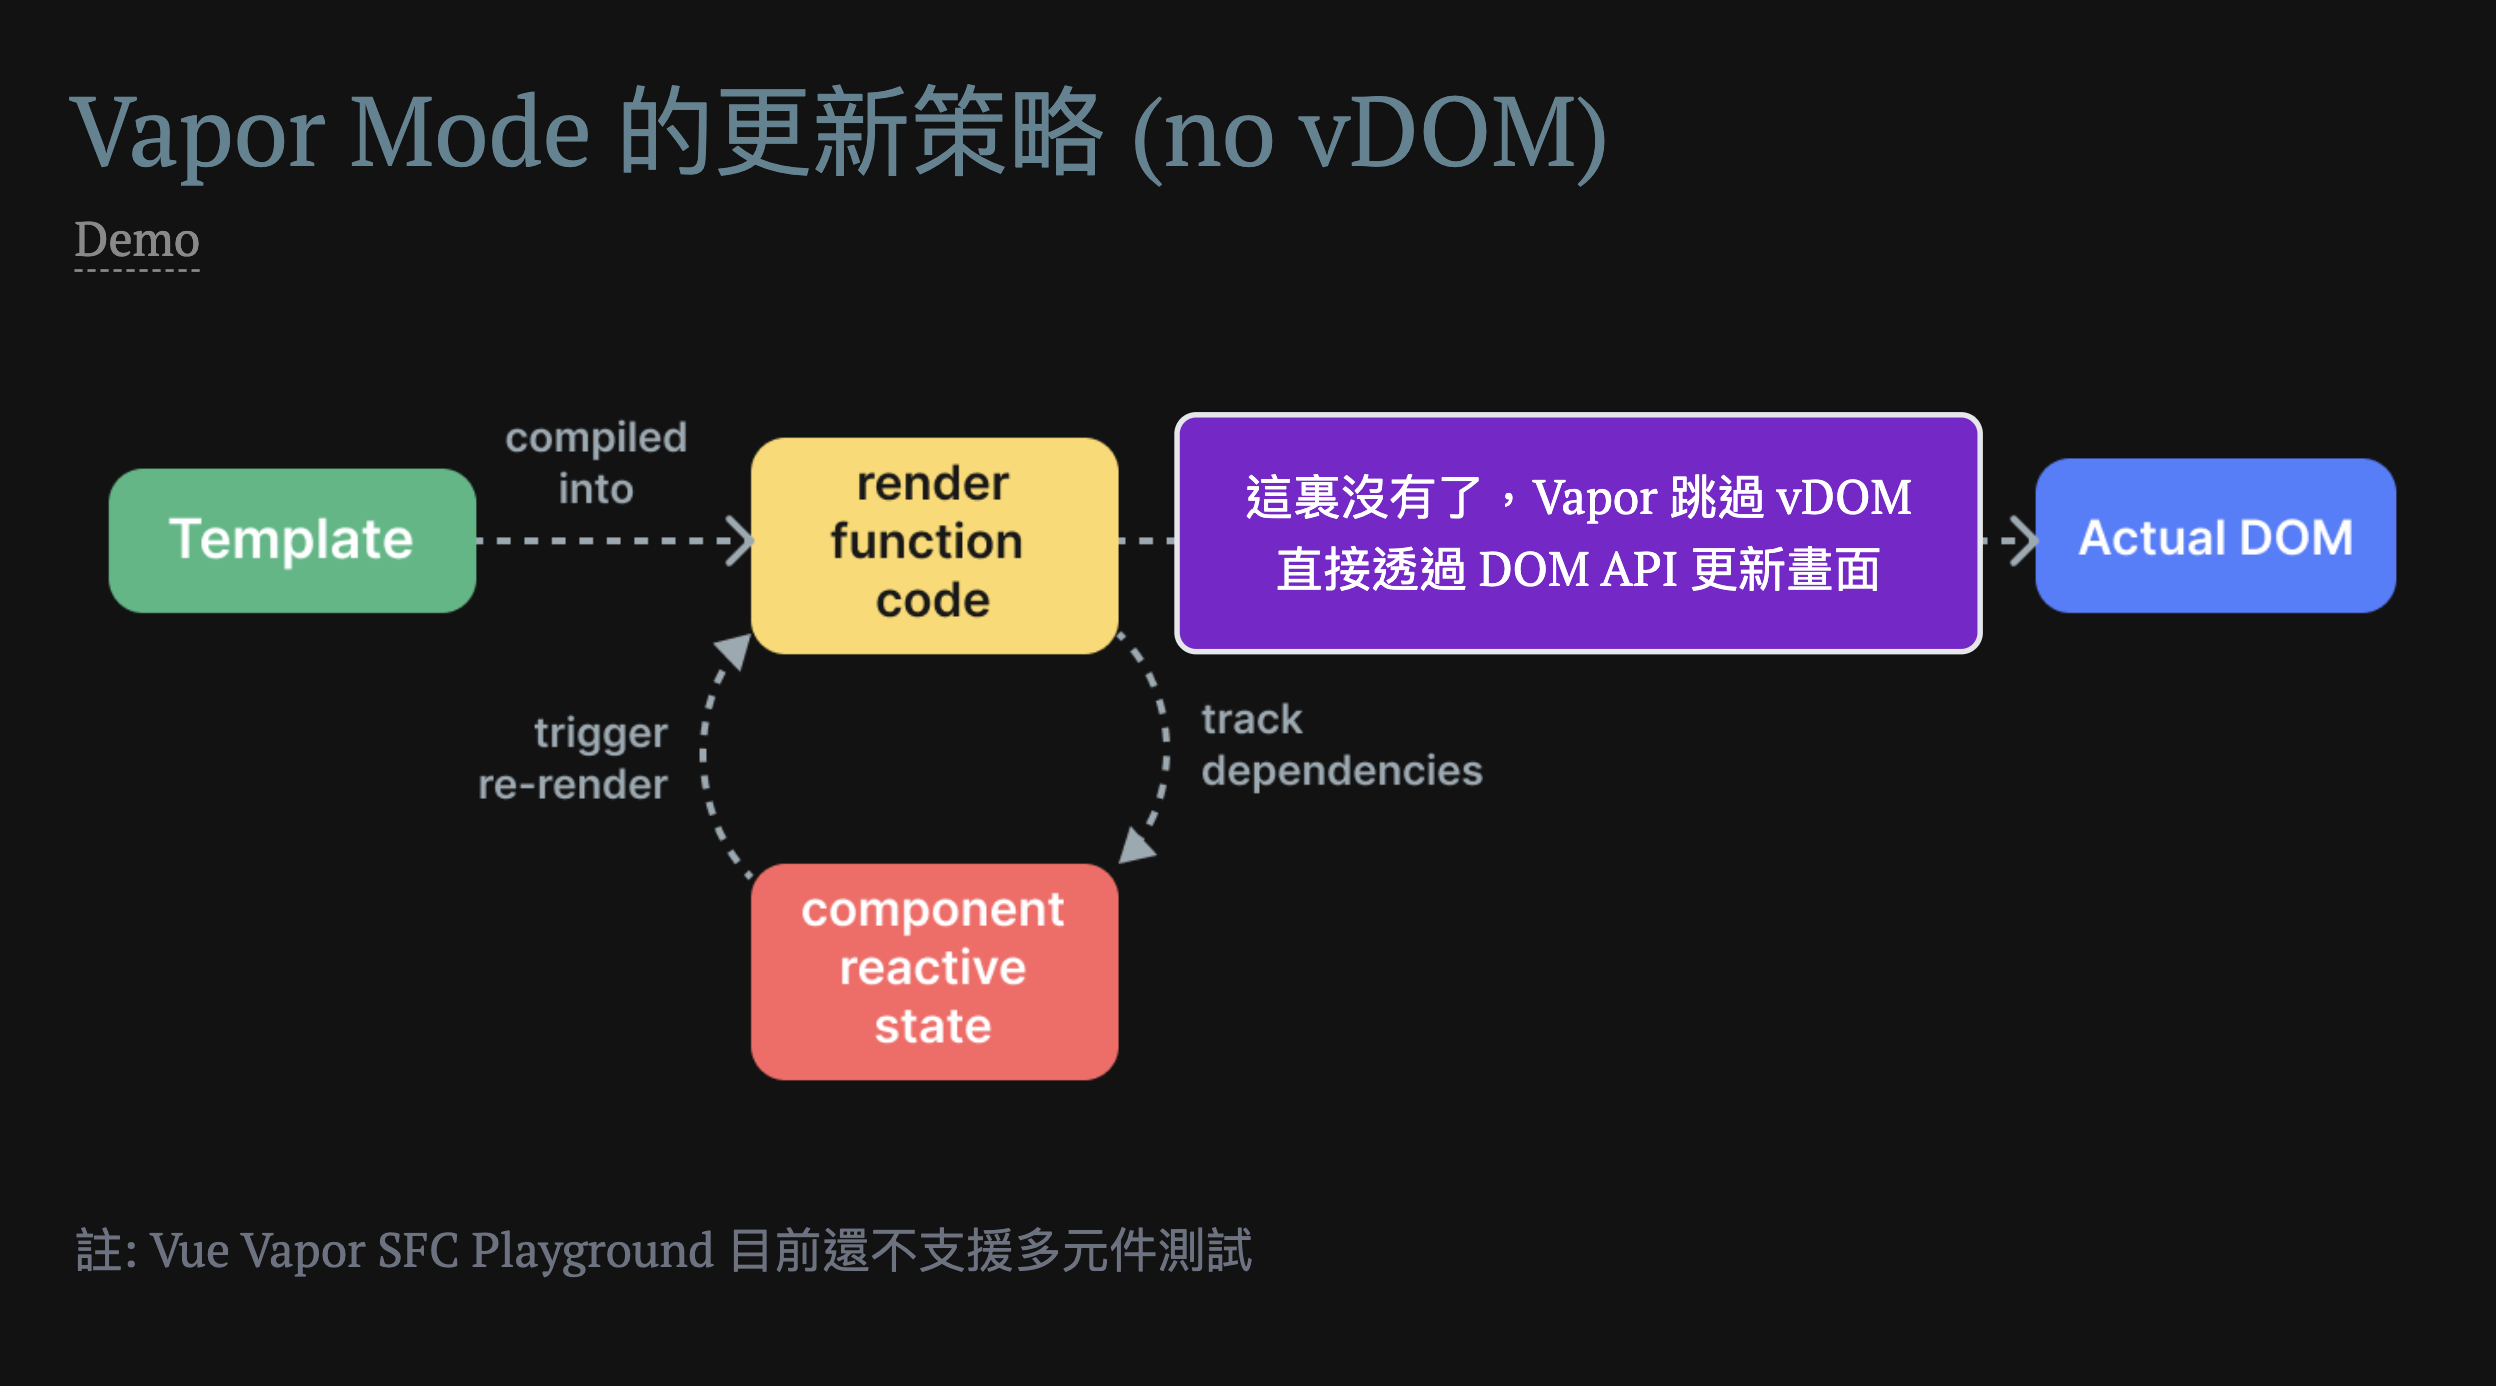 Vapor Mode 的更新策略 (no vDOM)
Demo
compiled
into
Template
render
function
code
這裏沒有了，Vapor 跳過 vDOM
直接透過 DOM API 更新畫面
Actual DOM
trigger
re-render
track
dependencies
component
reactive
state
註: Vue Vapor SFC Playground 目前還不支援多元件測試